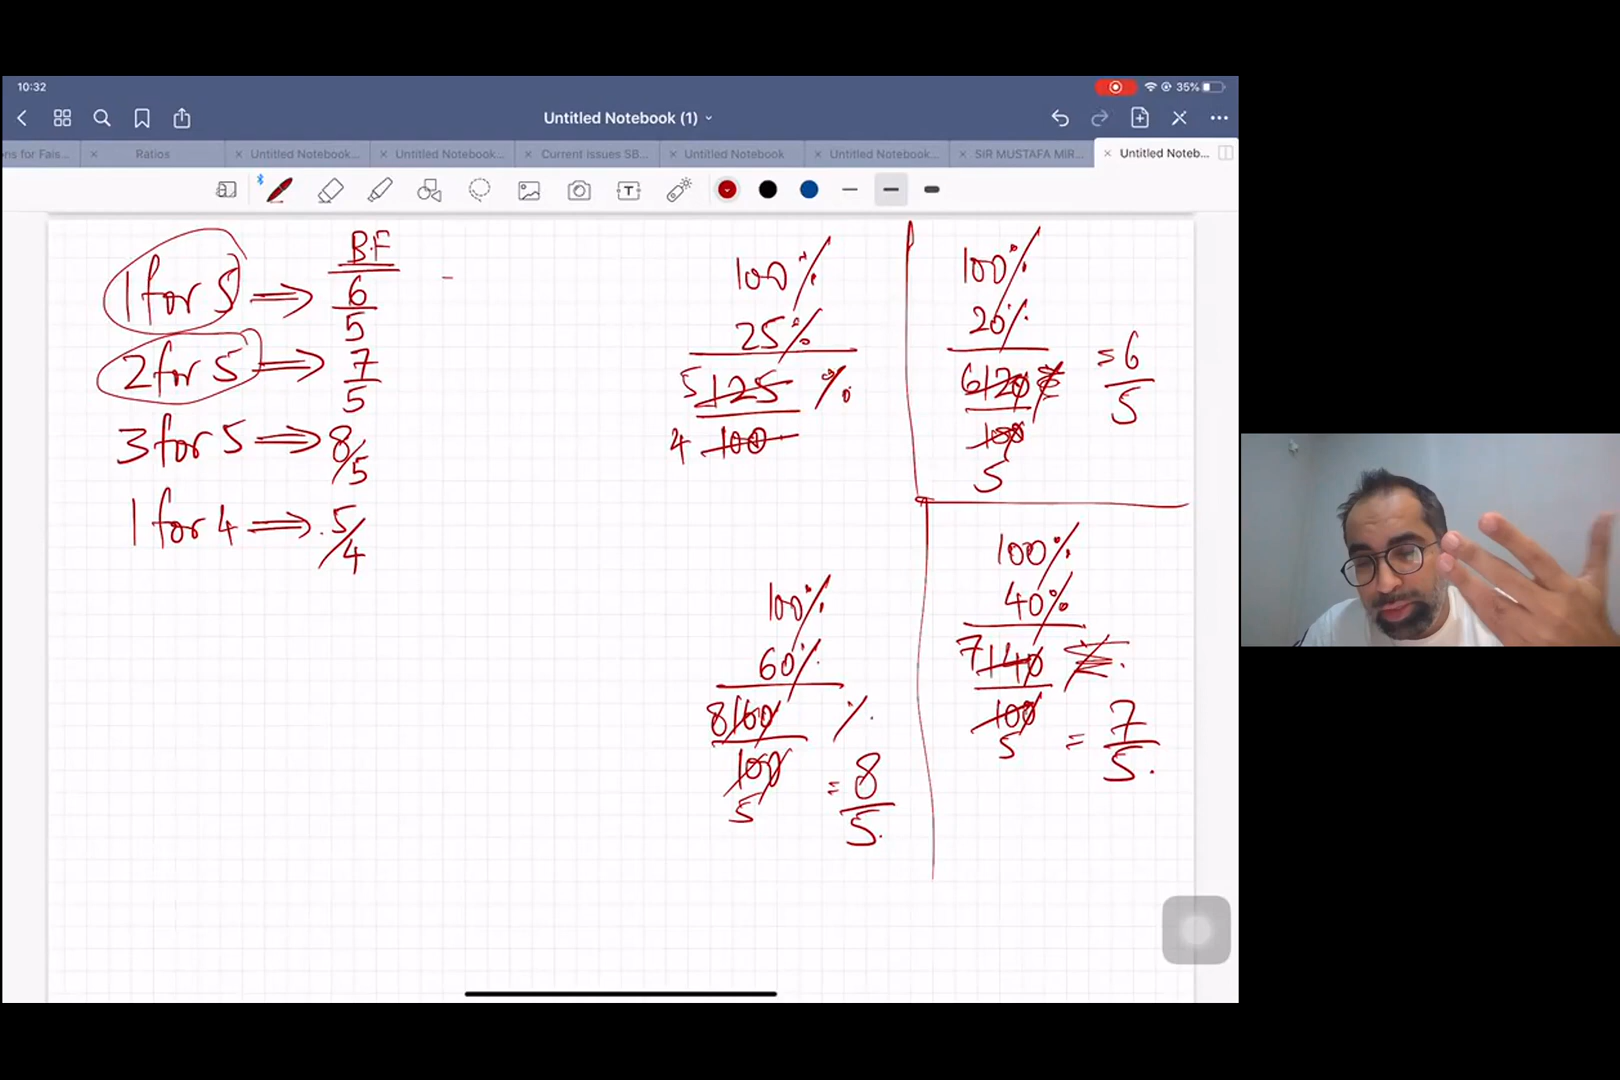 10:32
35%
Untitled Notebook (1)
ns for Fais...
Ratios
Untitled Notebook...
Untitled Notebook...
Current issues SB...
Untitled Notebook
Untitled Notebook...
SIR MUSTAFA MIR...
Untitled Noteb...
B.F
1 for 5 ⇒ 6/5
2 for 5 ⇒ 7/5
3 for 5 ⇒ 8/5
1 for 4 ⇒ 5/4
100%
25%
5 125 %
4 100
100%
20%
6 120 %
100
5
= 6/5
100%
60%
8 160 %
100
5
= 8/5
100%
40%
7 140
100
5
= 7/5